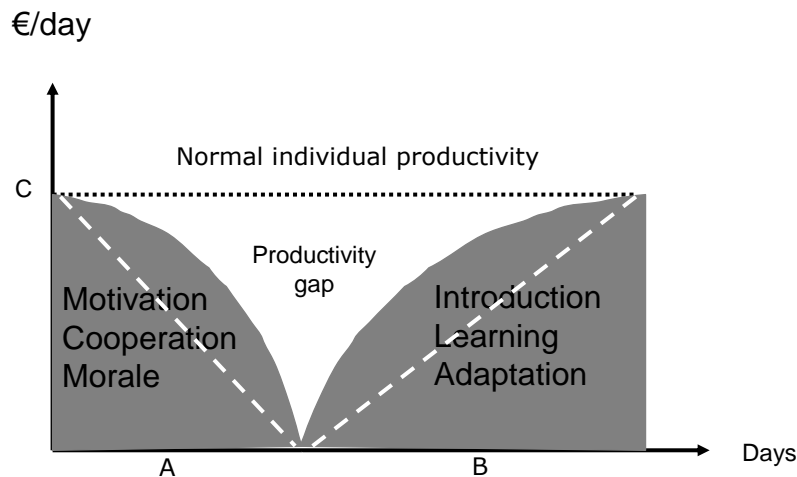 €/day
Normal individual productivity
C
Productivity
gap
Motivation
Cooperation
Morale
Introduction
Learning
Adaptation
Days
A
B